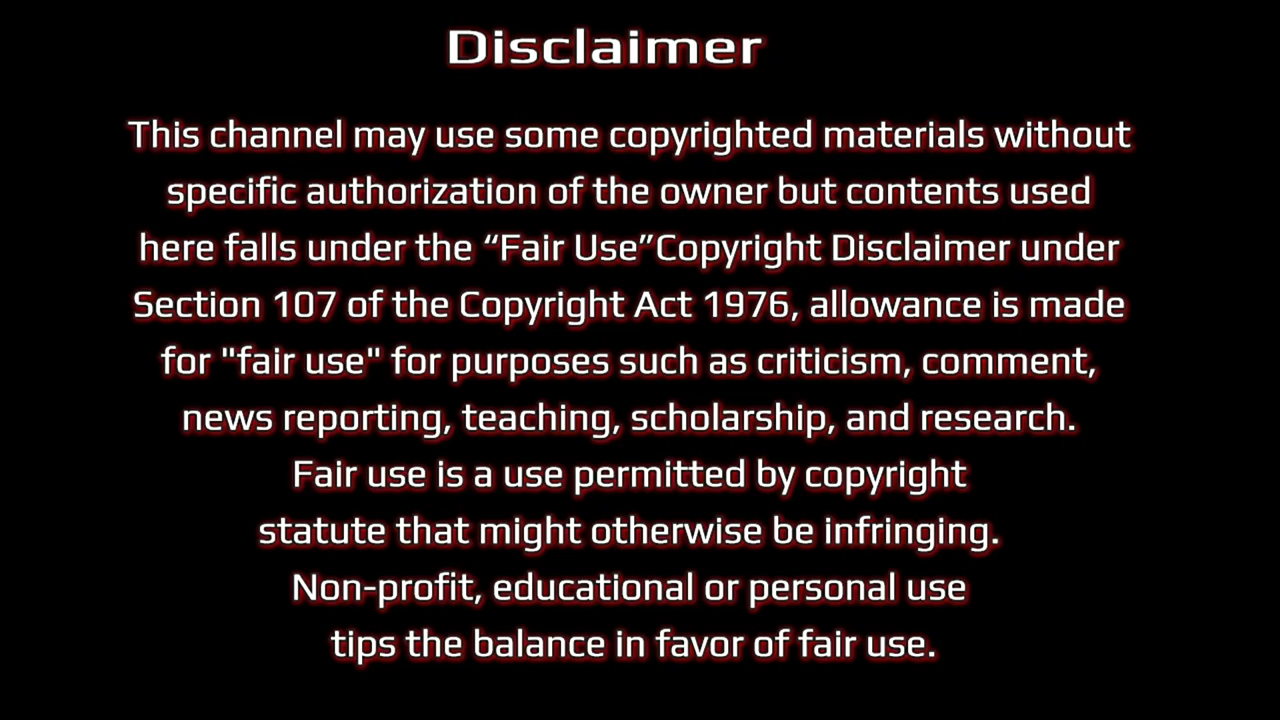 Disclaimer
This channel may use some copyrighted materials without
specific authorization of the owner but contents used
here falls under the “Fair Use”Copyright Disclaimer under
Section 107 of the Copyright Act 1976, allowance is made
for "fair use" for purposes such as criticism, comment,
news reporting, teaching, scholarship, and research.
Fair use is a use permitted by copyright
statute that might otherwise be infringing.
Non-profit, educational or personal use
tips the balance in favor of fair use.